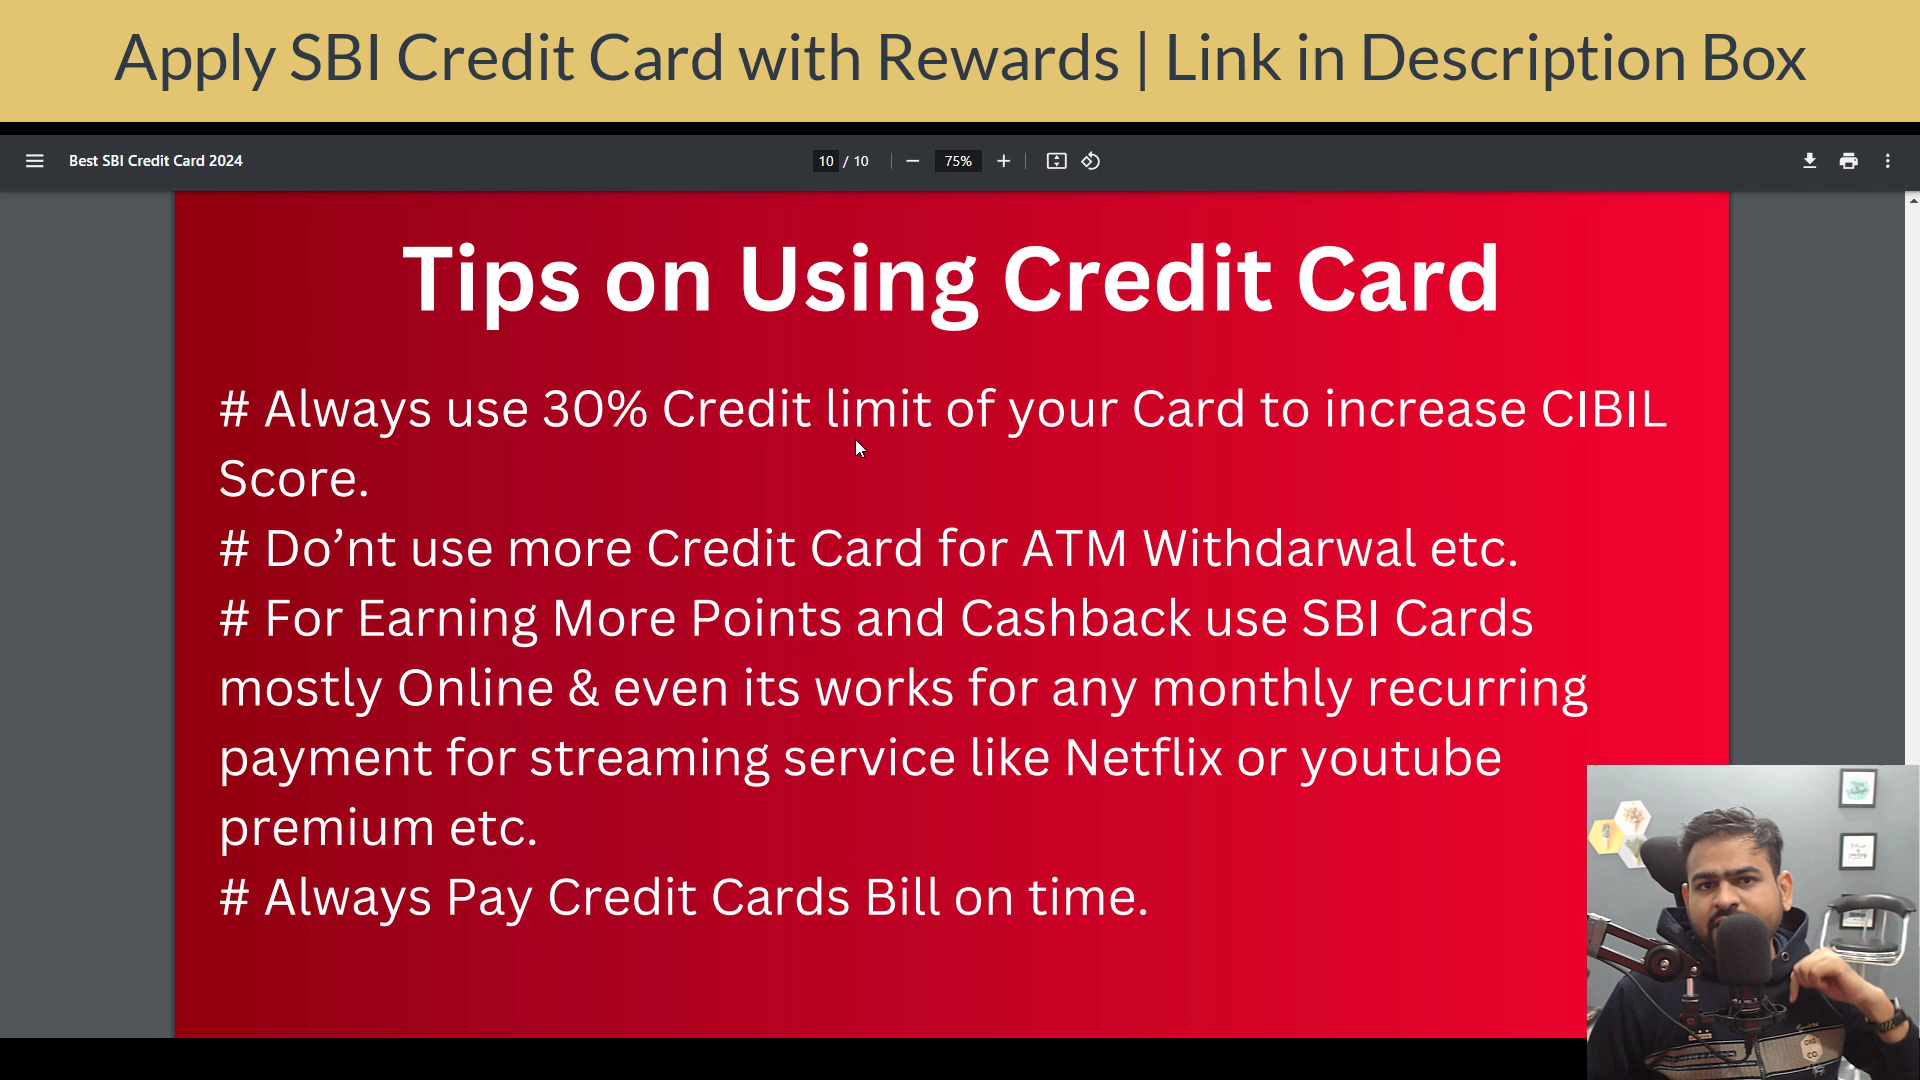 Apply SBI Credit Card with Rewards | Link in Description Box
Best SBI Credit Card 2024
10 / 10
75%
Tips on Using Credit Card
# Always use 30% Credit limit of your Card to increase CIBIL
Score.
# Do’nt use more Credit Card for ATM Withdarwal etc.
# For Earning More Points and Cashback use SBI Cards
mostly Online & even its works for any monthly recurring
payment for streaming service like Netflix or youtube
premium etc.
# Always Pay Credit Cards Bill on time.